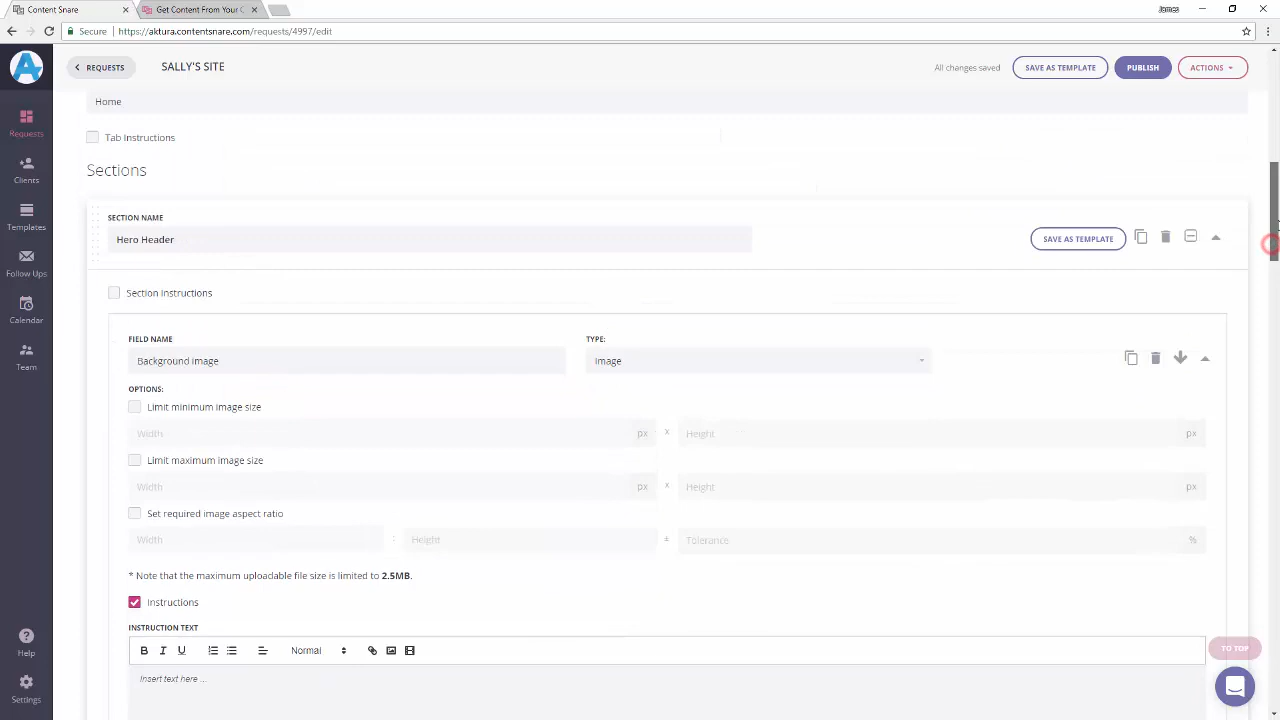 Content Snare
Get Content From Your C
James
Secure
https://aktura.contentsnare.com/requests/4997/edit
REQUESTS
SALLY'S SITE
All changes saved
SAVE AS TEMPLATE
PUBLISH
ACTIONS
Requests
Clients
Templates
Follow Ups
Calendar
Team
Help
Settings
Home
Tab Instructions
Sections
SECTION NAME
Hero Header
SAVE AS TEMPLATE
Section Instructions
FIELD NAME
TYPE:
Background image
Image
OPTIONS:
Limit minimum image size
Width px x Height px
Limit maximum image size
Width px x Height px
Set required image aspect ratio
Width : Height ± Tolerance %
* Note that the maximum uploadable file size is limited to 2.5MB.
Instructions
INSTRUCTION TEXT
B I U Normal
Insert text here ...
TO TOP